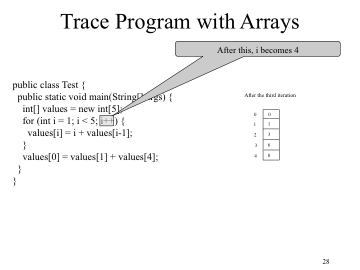 Trace Program with Arrays
After this, i becomes 4
public class Test {
public static void main(String[] args) {
int[] values = new int[5];
for (int i = 1; i < 5; i++) {
values[i] = i + values[i-1];
}
values[0] = values[1] + values[4];
}
}
After the third iteration
0 0
1 1
2 3
3 6
4 0
28